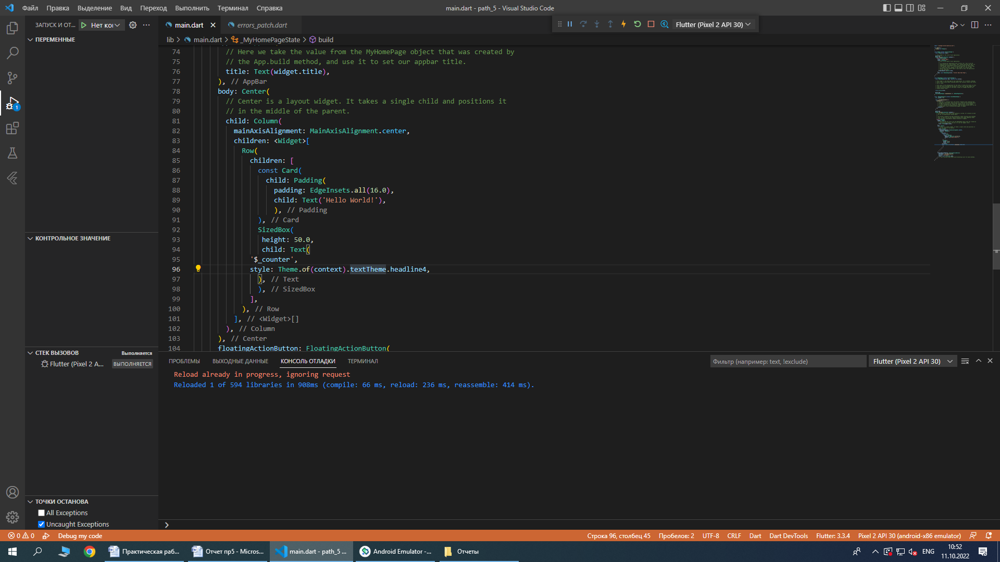 Файл Правка Выделение Вид Переход Выполнить Терминал Справка
main.dart - path_5 - Visual Studio Code
ЗАПУСК И ОТ... Нет кон
main.dart
errors_patch.dart
Flutter (Pixel 2 API 30)
lib > main.dart > _MyHomePageState > build
ПЕРЕМЕННЫЕ
КОНТРОЛЬНОЕ ЗНАЧЕНИЕ
СТЕК ВЫЗОВОВ Выполняется
Flutter (Pixel 2 A... ВЫПОЛНЯЕТСЯ
ТОЧКИ ОСТАНОВА
All Exceptions
Uncaught Exceptions
1
74 // Here we take the value from the MyHomePage object that was created by
75 // the App.build method, and use it to set our appbar title.
76 title: Text(widget.title),
77 ), // AppBar
78 body: Center(
79 // Center is a layout widget. It takes a single child and positions it
80 // in the middle of the parent.
81 child: Column(
82 mainAxisAlignment: MainAxisAlignment.center,
83 children: <Widget>[
84 Row(
85 children: [
86 const Card(
87 child: Padding(
88 padding: EdgeInsets.all(16.0),
89 child: Text('Hello World!'),
90 ), // Padding
91 ), // Card
92 SizedBox(
93 height: 50.0,
94 child: Text(
95 '$_counter',
96 style: Theme.of(context).textTheme.headline4,
97 ), // Text
98 ), // SizedBox
99 ],
100 ), // Row
101 ], // <Widget>[]
102 ), // Column
103 ), // Center
104 floatingActionButton: FloatingActionButton(
ПРОБЛЕМЫ ВЫХОДНЫЕ ДАННЫЕ КОНСОЛЬ ОТЛАДКИ ТЕРМИНАЛ
Фильтр (например: text, !exclude) Flutter (Pixel 2 API 30)
Reload already in progress, ignoring request
Reloaded 1 of 594 libraries in 908ms (compile: 66 ms, reload: 236 ms, reassemble: 414 ms).
0 0 Debug my code
Строка 96, столбец 45 Пробелов: 2 UTF-8 CRLF Dart Dart DevTools Flutter: 3.3.4 Pixel 2 API 30 (android-x86 emulator)
Практическая раб...
Отчет пр5 - Micros...
main.dart - path_5 ...
Android Emulator -...
Отчеты
ENG
10:52
11.10.2022